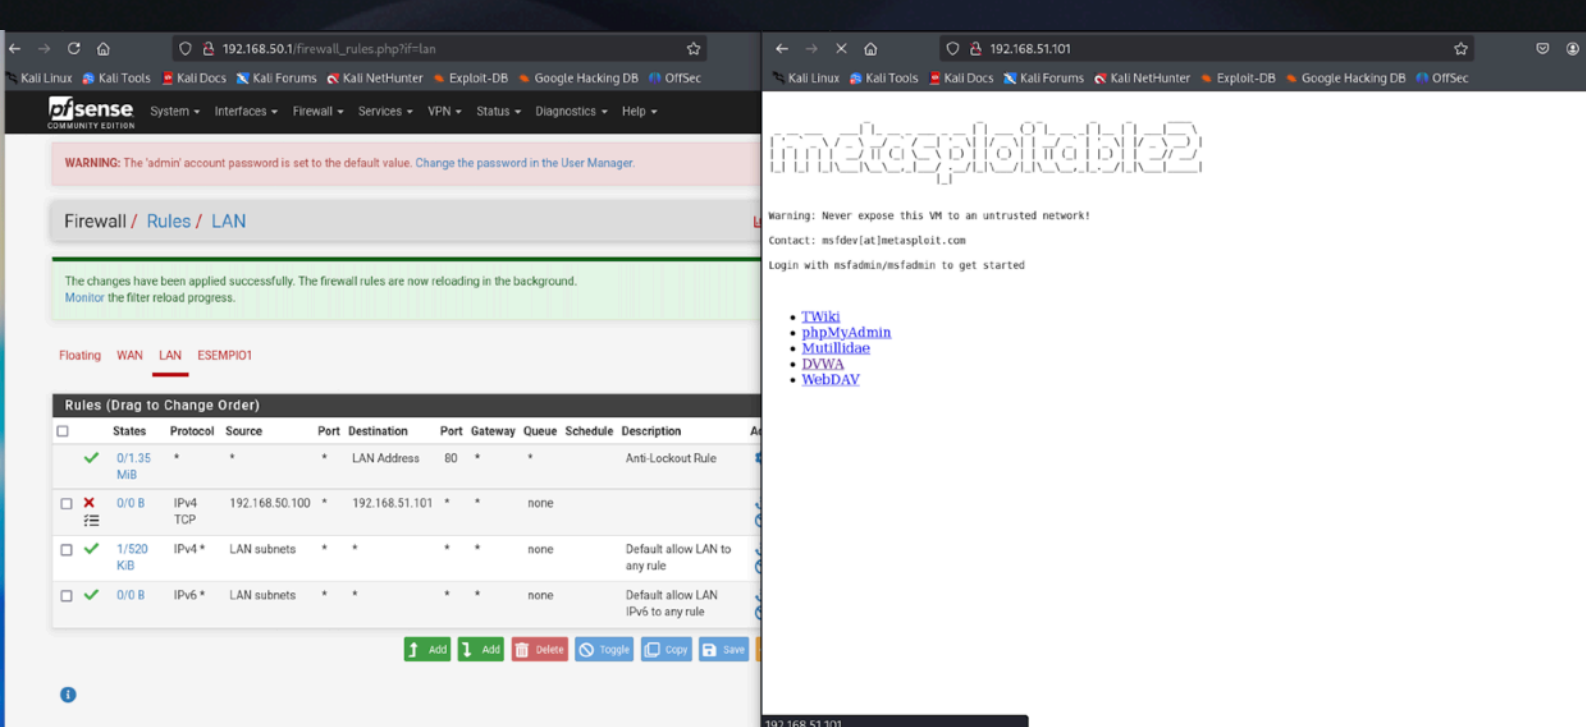 192.168.50.1/firewall_rules.php?if=lan
Kali Linux Kali Tools Kali Docs Kali Forums Kali NetHunter Exploit-DB Google Hacking DB OffSec
pfsense
COMMUNITY EDITION
System Interfaces Firewall Services VPN Status Diagnostics Help
WARNING: The 'admin' account password is set to the default value. Change the password in the User Manager.
Firewall / Rules / LAN
The changes have been applied successfully. The firewall rules are now reloading in the background.
Monitor the filter reload progress.
Floating WAN LAN ESEMPIO1
Rules (Drag to Change Order)
States Protocol Source Port Destination Port Gateway Queue Schedule Description
0/1.35 * * * LAN Address 80 * * Anti-Lockout Rule
MiB
0/0 B IPv4 192.168.50.100 * 192.168.51.101 * * none
TCP
1/520 IPv4 * LAN subnets * * * * none Default allow LAN to
KiB any rule
0/0 B IPv6 * LAN subnets * * * * none Default allow LAN
IPv6 to any rule
Add Add Delete Toggle Copy Save
192.168.51.101
Kali Linux Kali Tools Kali Docs Kali Forums Kali NetHunter Exploit-DB Google Hacking DB OffSec
metasploitable2
Warning: Never expose this VM to an untrusted network!
Contact: msfdev[at]metasploit.com
Login with msfadmin/msfadmin to get started
• TWiki
• phpMyAdmin
• Mutillidae
• DVWA
• WebDAV
192.168.51.101